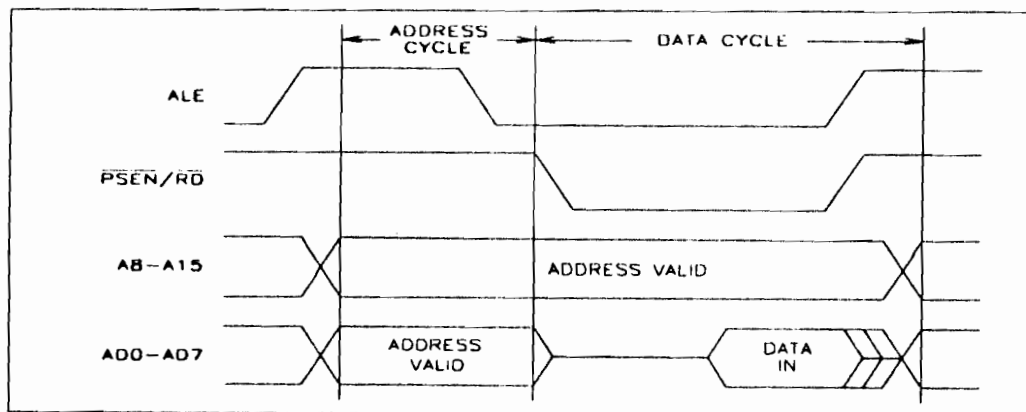 ADDRESS
CYCLE
DATA CYCLE
ALE
PSEN/RD
A8-A15
ADDRESS VALID
AD0-AD7
ADDRESS
VALID
DATA
IN